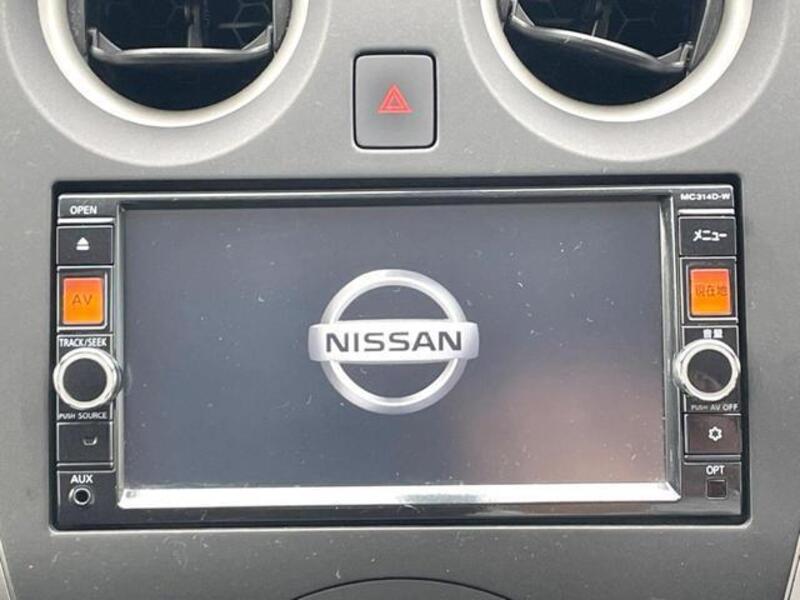 OPEN
MC314D-W
メニュー
AV
現在地
TRACK/SEEK
音量
NISSAN
PUSH SOURCE
PUSH AV OFF
AUX
OPT